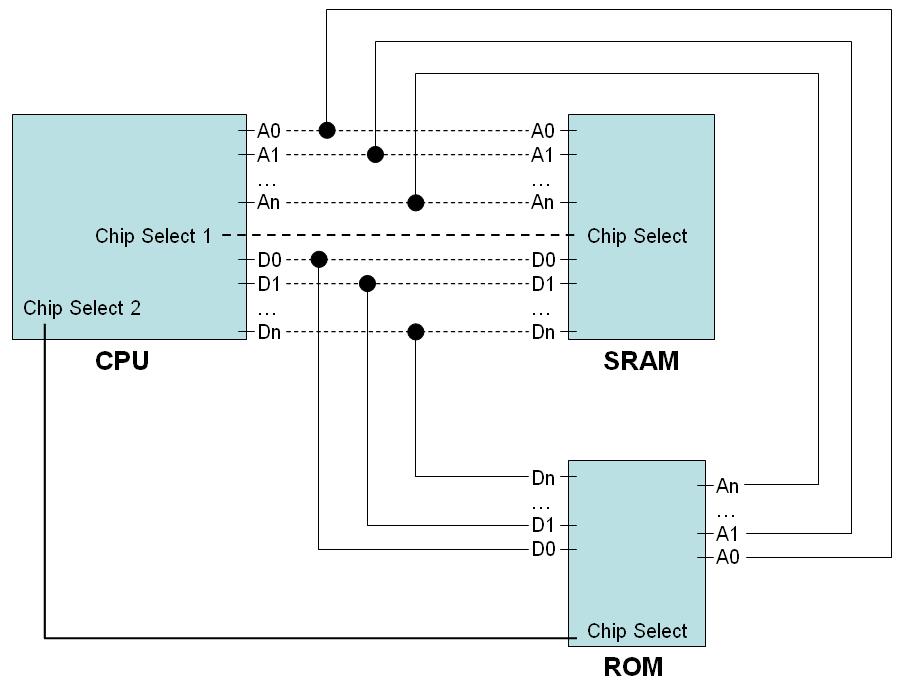 A0
A1
...
An
Chip Select 1
D0
D1
...
Dn
Chip Select 2
CPU
A0
A1
...
An
Chip Select
D0
D1
...
Dn
SRAM
Dn
...
D1
D0
An
...
A1
A0
Chip Select
ROM